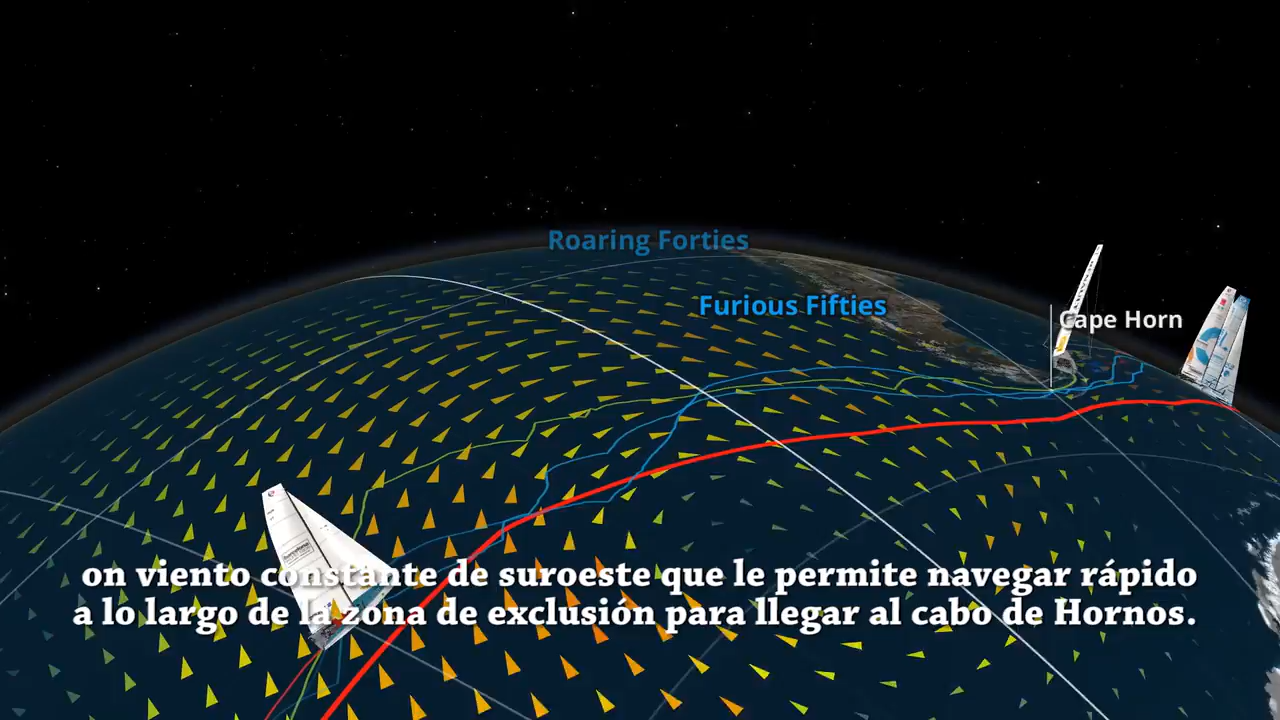 Roaring Forties
Furious Fifties
Cape Horn
on viento constante de suroeste que le permite navegar rápido
a lo largo de la zona de exclusión para llegar al cabo de Hornos.